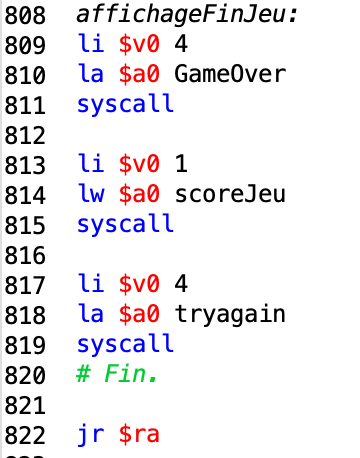 808 affichageFinJeu:
809 li $v0 4
810 la $a0 GameOver
811 syscall
812
813 li $v0 1
814 lw $a0 scoreJeu
815 syscall
816
817 li $v0 4
818 la $a0 tryagain
819 syscall
820 # Fin.
821
822 jr $ra